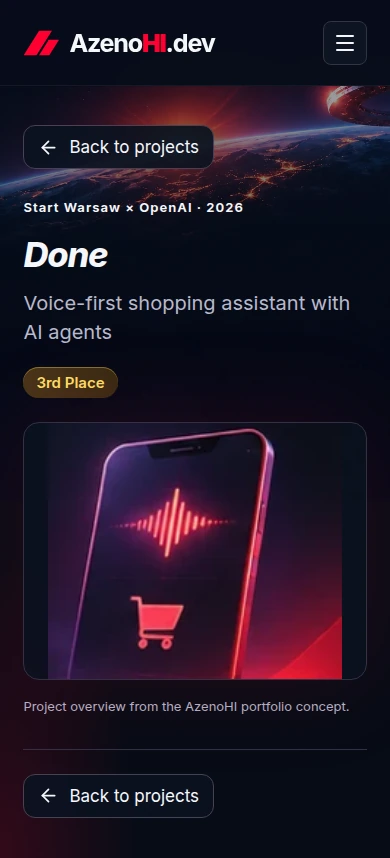 AzenoHI.dev
Back to projects
Start Warsaw × OpenAI · 2026
Done
Voice-first shopping assistant with
AI agents
3rd Place
Project overview from the AzenoHI portfolio concept.
Back to projects